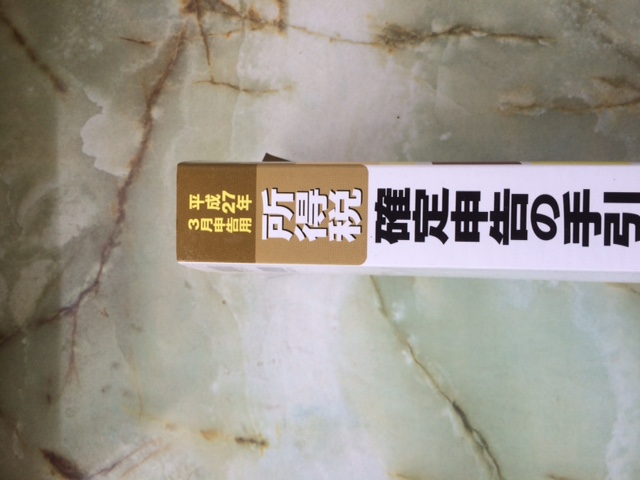 平成27年
3月申告用
所得税
確定申告の手引